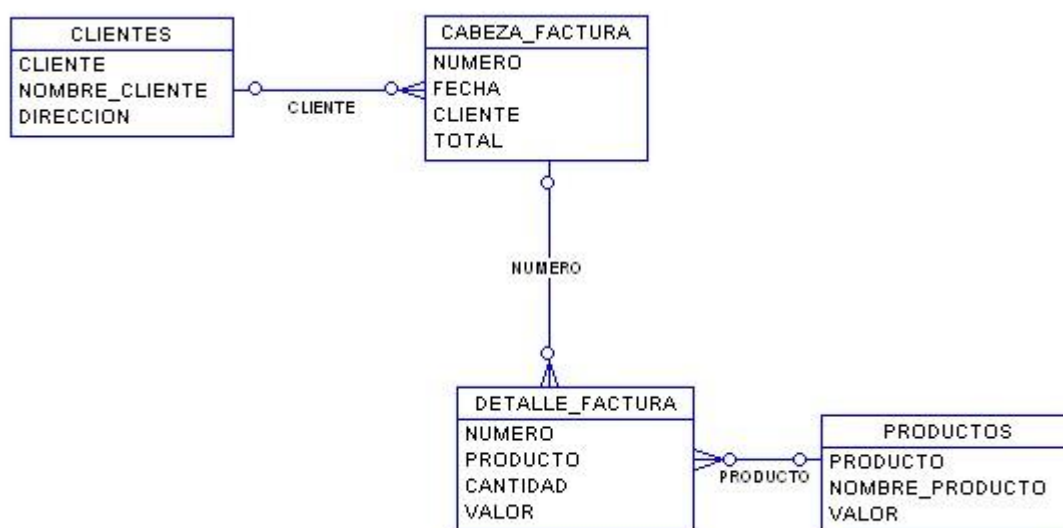 CLIENTES
CLIENTE
NOMBRE_CLIENTE
DIRECCION
CLIENTE
CABEZA_FACTURA
NUMERO
FECHA
CLIENTE
TOTAL
NUMERO
DETALLE_FACTURA
NUMERO
PRODUCTO
CANTIDAD
VALOR
PRODUCTO
PRODUCTOS
PRODUCTO
NOMBRE_PRODUCTO
VALOR